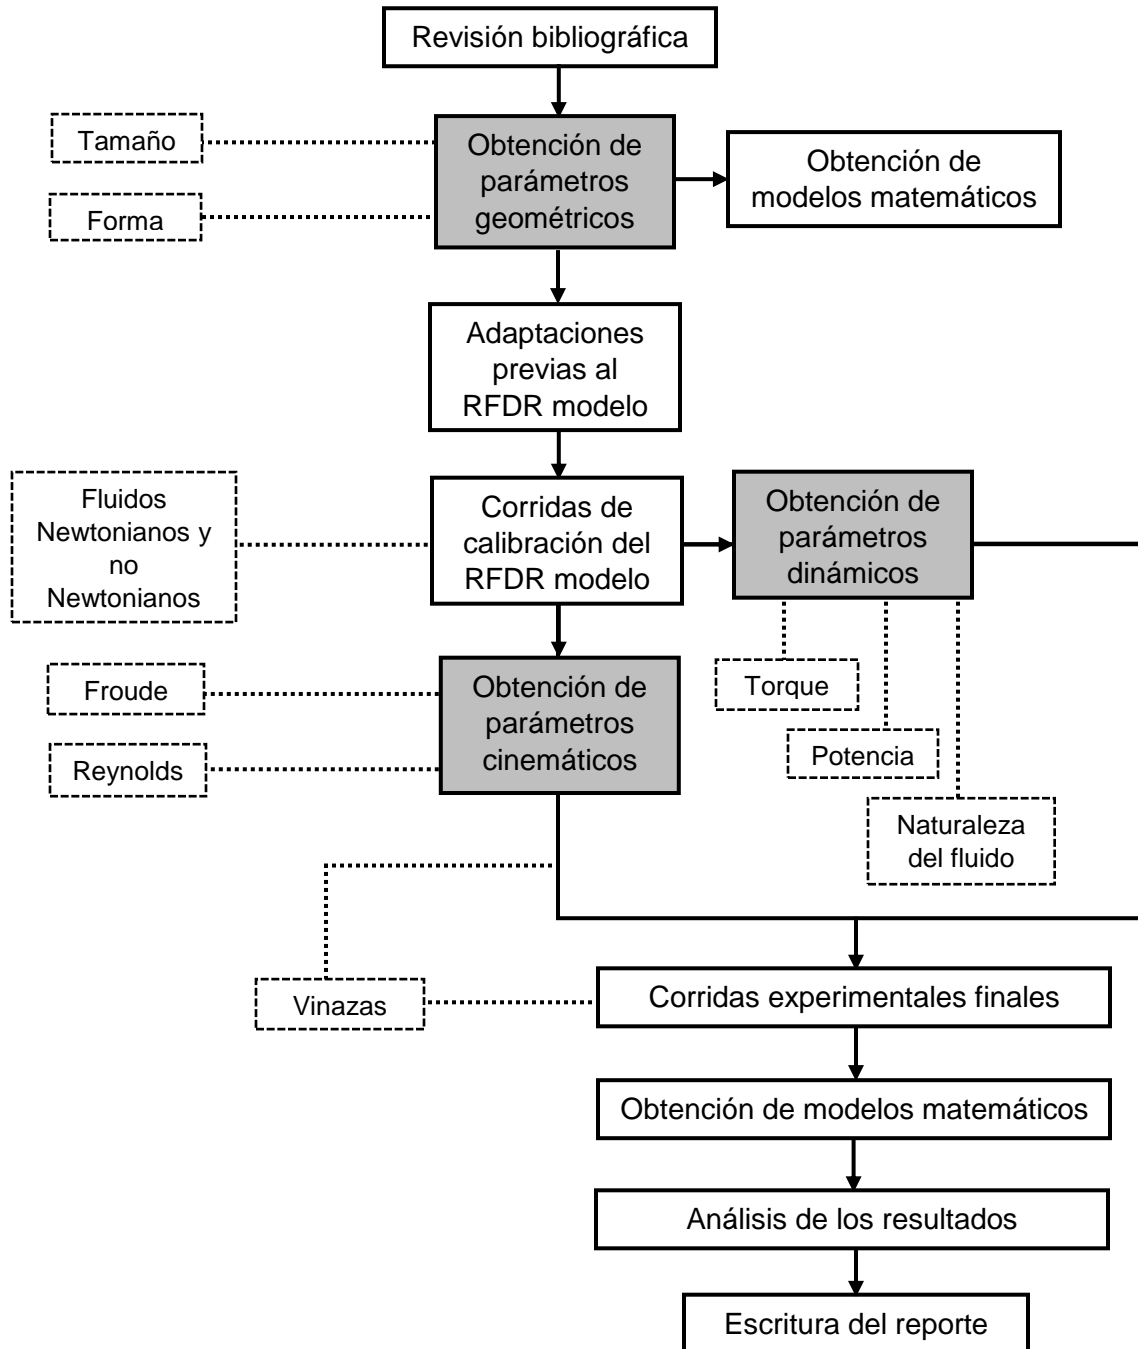 Revisión bibliográfica
Tamaño
Forma
Obtención de
parámetros
geométricos
Obtención de
modelos matemáticos
Adaptaciones
previas al
RFDR modelo
Fluidos
Newtonianos y
no
Newtonianos
Corridas de
calibración del
RFDR modelo
Obtención de
parámetros
dinámicos
Froude
Reynolds
Obtención de
parámetros
cinemáticos
Torque
Potencia
Naturaleza
del fluido
Vinazas
Corridas experimentales finales
Obtención de modelos matemáticos
Análisis de los resultados
Escritura del reporte